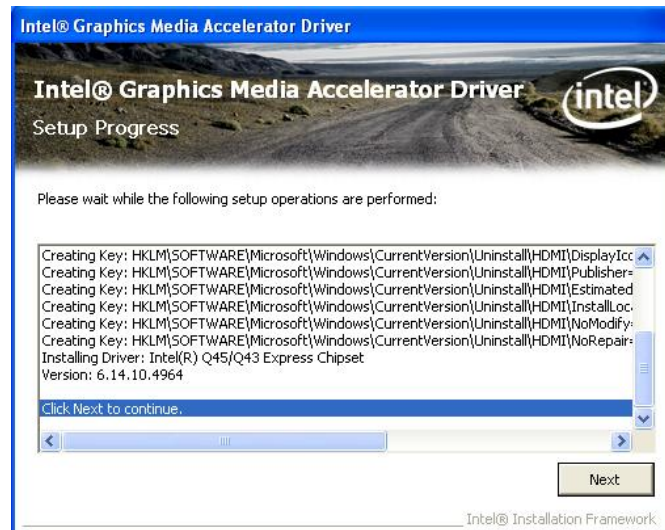 Intel® Graphics Media Accelerator Driver
Intel® Graphics Media Accelerator Driver
intel
Setup Progress
Please wait while the following setup operations are performed:
Creating Key: HKLM\SOFTWARE\Microsoft\Windows\CurrentVersion\Uninstall\HDMI\DisplayIco
Creating Key: HKLM\SOFTWARE\Microsoft\Windows\CurrentVersion\Uninstall\HDMI\Publisher=
Creating Key: HKLM\SOFTWARE\Microsoft\Windows\CurrentVersion\Uninstall\HDMI\Estimated
Creating Key: HKLM\SOFTWARE\Microsoft\Windows\CurrentVersion\Uninstall\HDMI\InstallLoc
Creating Key: HKLM\SOFTWARE\Microsoft\Windows\CurrentVersion\Uninstall\HDMI\NoModify=
Creating Key: HKLM\SOFTWARE\Microsoft\Windows\CurrentVersion\Uninstall\HDMI\NoRepair=
Installing Driver: Intel(R) Q45/Q43 Express Chipset
Version: 6.14.10.4964
Click Next to continue.
Next
Intel® Installation Framework